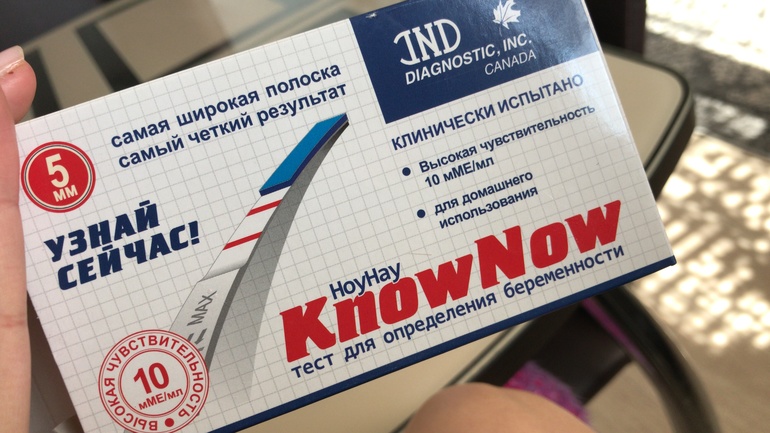 IND
DIAGNOSTIC, INC.
CANADA
самая широкая полоска
самый четкий результат
5
мм
УЗНАЙ
СЕЙЧАС!
КЛИНИЧЕСКИ ИСПЫТАНО
• Высокая чувствительность
10 мМЕ/мл
• для домашнего
использования
НоуНау
KnowNow
тест для определения беременности
MAX
ВЫСОКАЯ ЧУВСТВИТЕЛЬНОСТЬ
10
мМЕ/мл